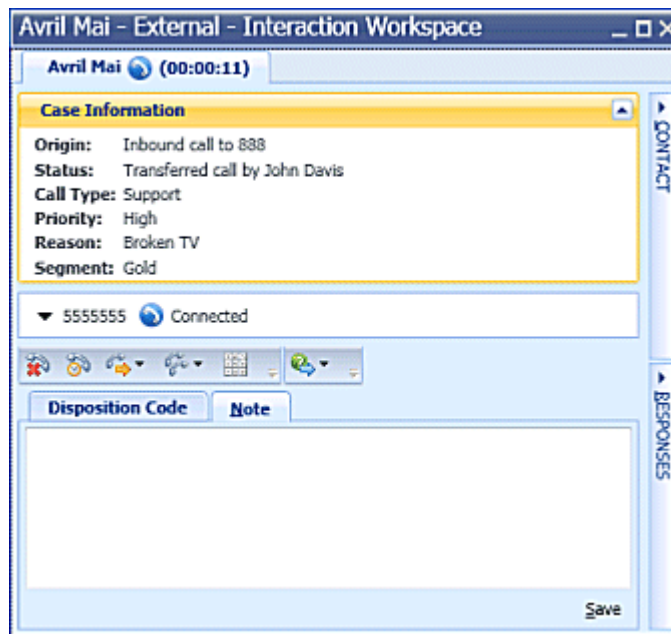 Avril Mai - External - Interaction Workspace
Avril Mai (00:00:11)
Case Information
Origin: Inbound call to 888
Status: Transferred call by John Davis
Call Type: Support
Priority: High
Reason: Broken TV
Segment: Gold
CONTACT
5555555 Connected
Disposition Code Note
RESPONSES
Save